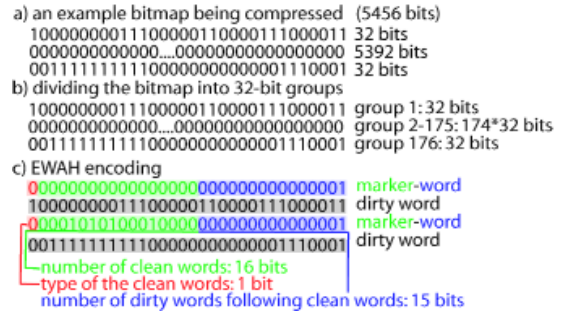 a) an example bitmap being compressed (5456 bits)
10000000011100000110000111000011 32 bits
0000000000000....00000000000000000 5392 bits
00111111111100000000000001110001 32 bits
b) dividing the bitmap into 32-bit groups
10000000011100000110000111000011 group 1: 32 bits
0000000000000....00000000000000000 group 2-175: 174*32 bits
00111111111100000000000001110001 group 176: 32 bits
c) EWAH encoding
00000000000000000000000000000001 marker-word
10000000011100000110000111000011 dirty word
00001010100010000000000000000001 marker-word
00111111111100000000000001110001 dirty word
number of clean words: 16 bits
type of the clean words: 1 bit
number of dirty words following clean words: 15 bits